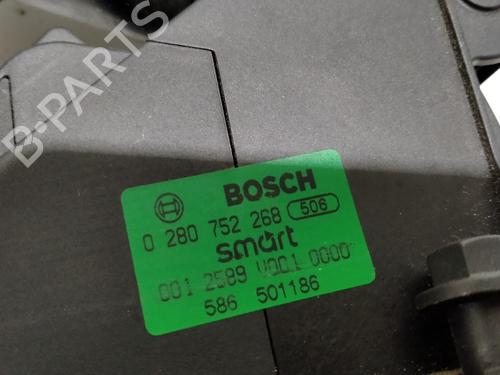 B-PARTS
BOSCH
0 280 752 268 506
smart
001 2589 V001 0000
586 501186